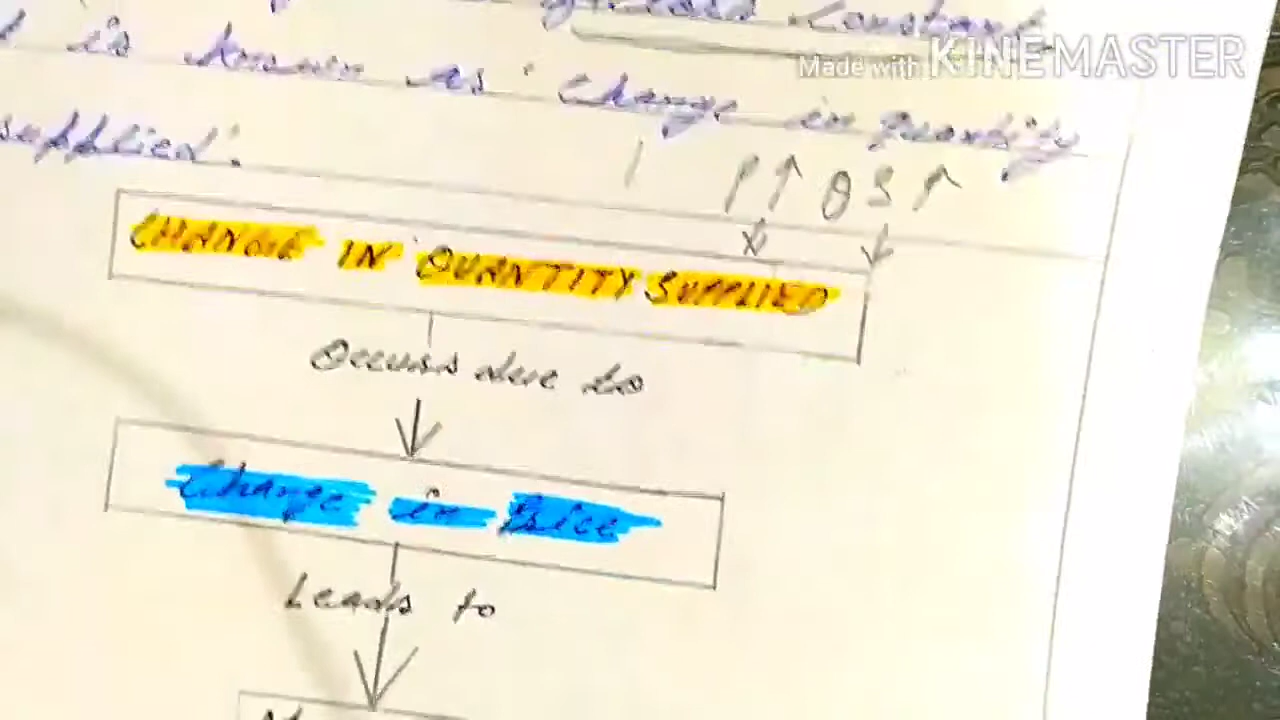 constant
Made with KINEMASTER
is known as 'change in quantity
supplied'.
P↑ QS↑
CHANGE IN QUANTITY SUPPLIED
Occurs due to
Change in Price
Leads to